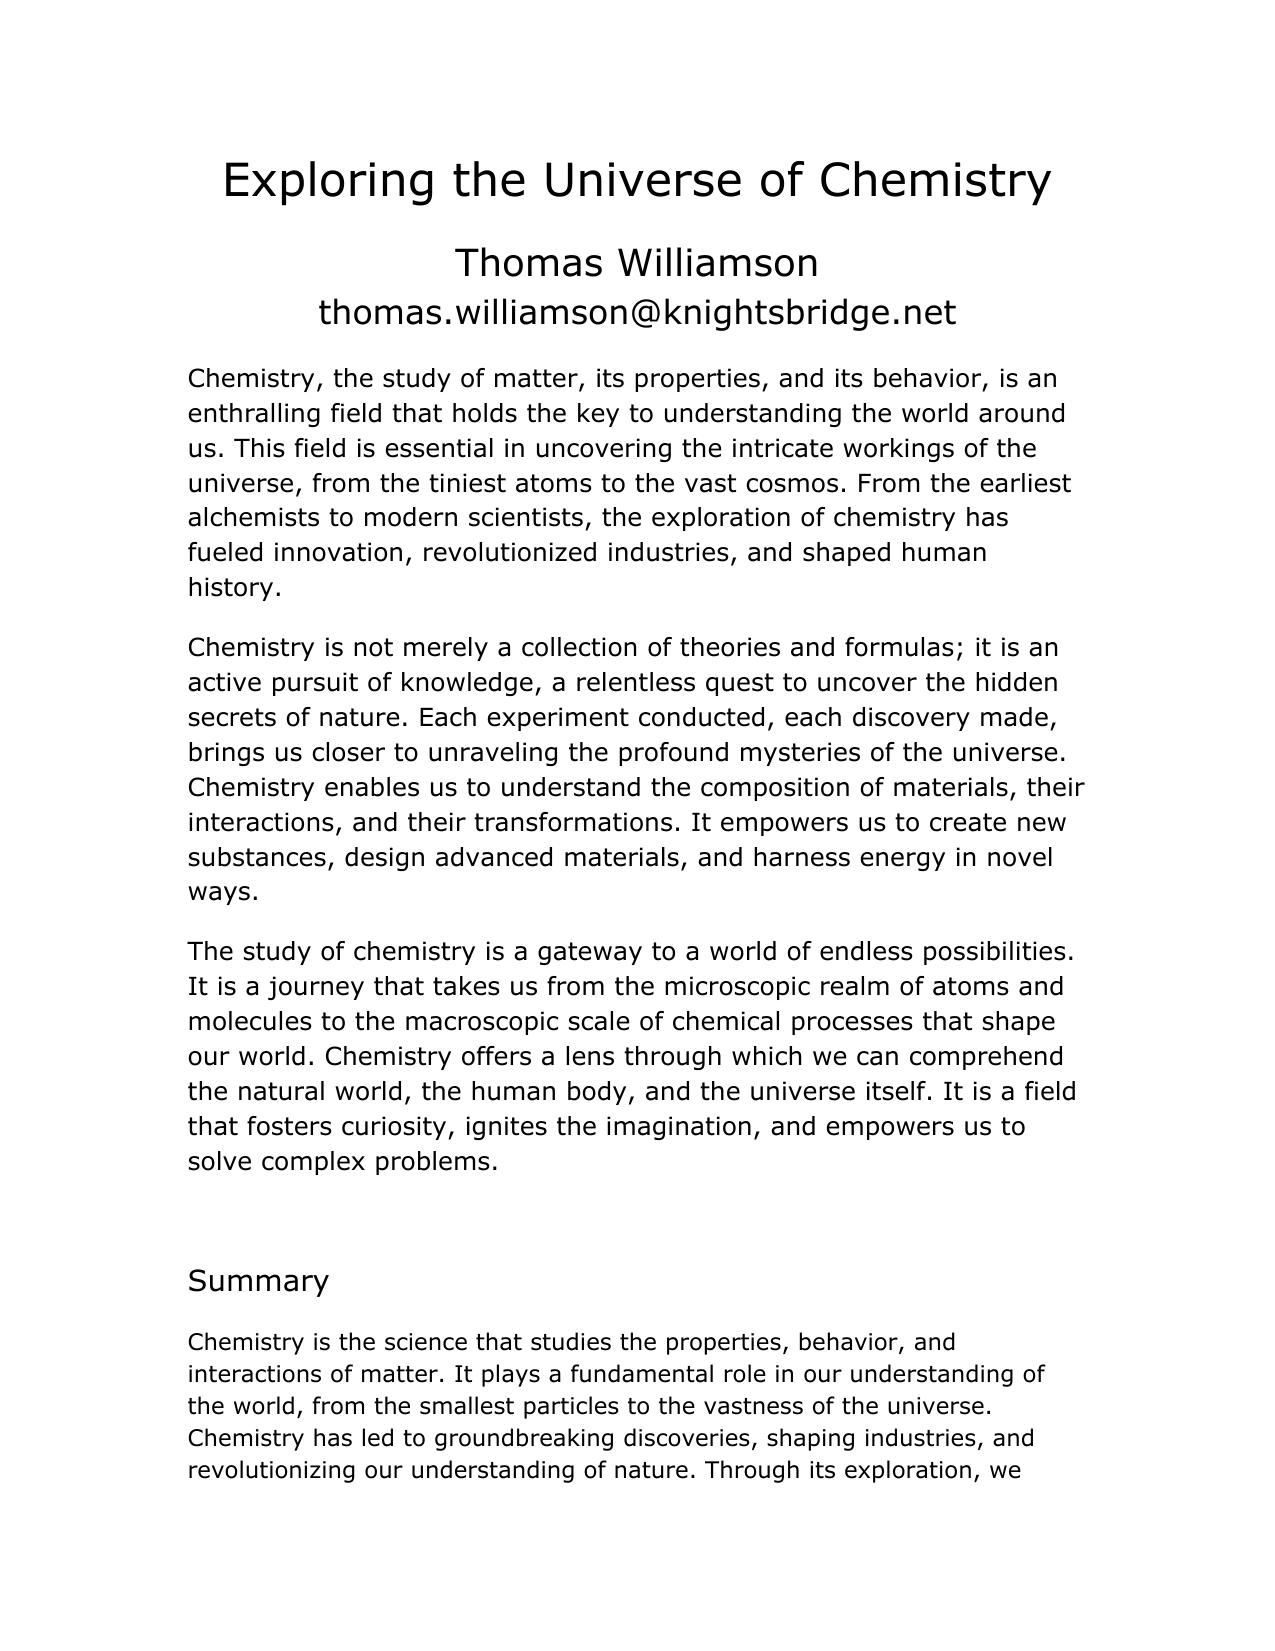 Exploring the Universe of Chemistry
Thomas Williamson
thomas.williamson@knightsbridge.net
Chemistry, the study of matter, its properties, and its behavior, is an
enthralling field that holds the key to understanding the world around
us. This field is essential in uncovering the intricate workings of the
universe, from the tiniest atoms to the vast cosmos. From the earliest
alchemists to modern scientists, the exploration of chemistry has
fueled innovation, revolutionized industries, and shaped human
history.
Chemistry is not merely a collection of theories and formulas; it is an
active pursuit of knowledge, a relentless quest to uncover the hidden
secrets of nature. Each experiment conducted, each discovery made,
brings us closer to unraveling the profound mysteries of the universe.
Chemistry enables us to understand the composition of materials, their
interactions, and their transformations. It empowers us to create new
substances, design advanced materials, and harness energy in novel
ways.
The study of chemistry is a gateway to a world of endless possibilities.
It is a journey that takes us from the microscopic realm of atoms and
molecules to the macroscopic scale of chemical processes that shape
our world. Chemistry offers a lens through which we can comprehend
the natural world, the human body, and the universe itself. It is a field
that fosters curiosity, ignites the imagination, and empowers us to
solve complex problems.
Summary
Chemistry is the science that studies the properties, behavior, and
interactions of matter. It plays a fundamental role in our understanding of
the world, from the smallest particles to the vastness of the universe.
Chemistry has led to groundbreaking discoveries, shaping industries, and
revolutionizing our understanding of nature. Through its exploration, we